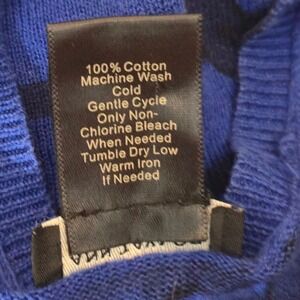 100% Cotton
Machine Wash
Cold
Gentle Cycle
Only Non-
Chlorine Bleach
When Needed
Tumble Dry Low
Warm Iron
If Needed